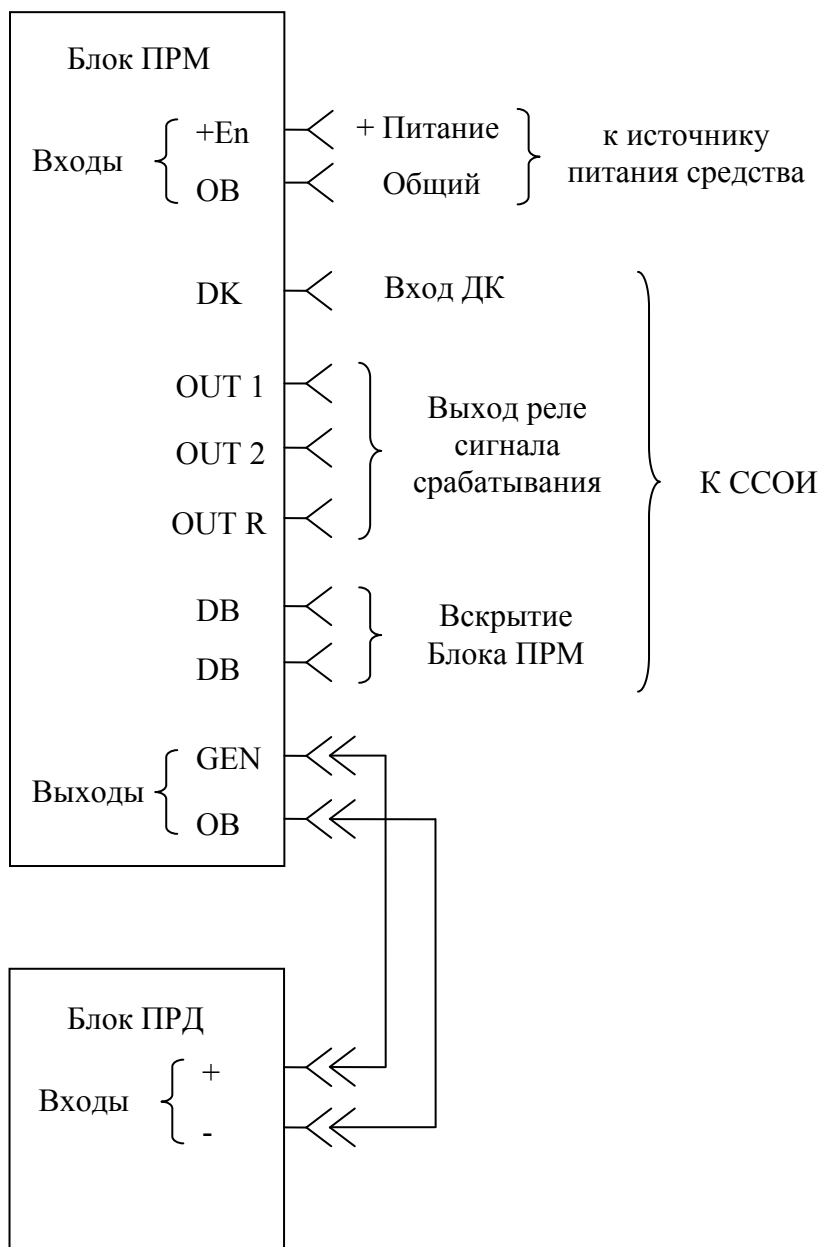 Блок ПРМ
Входы
+En
+ Питание
OB
Общий
к источнику
питания средства
DK
Вход ДК
OUT 1
OUT 2
OUT R
Выход реле
сигнала
срабатывания
К ССОИ
DB
DB
Вскрытие
Блока ПРМ
Выходы
GEN
OB
Блок ПРД
Входы
+
-